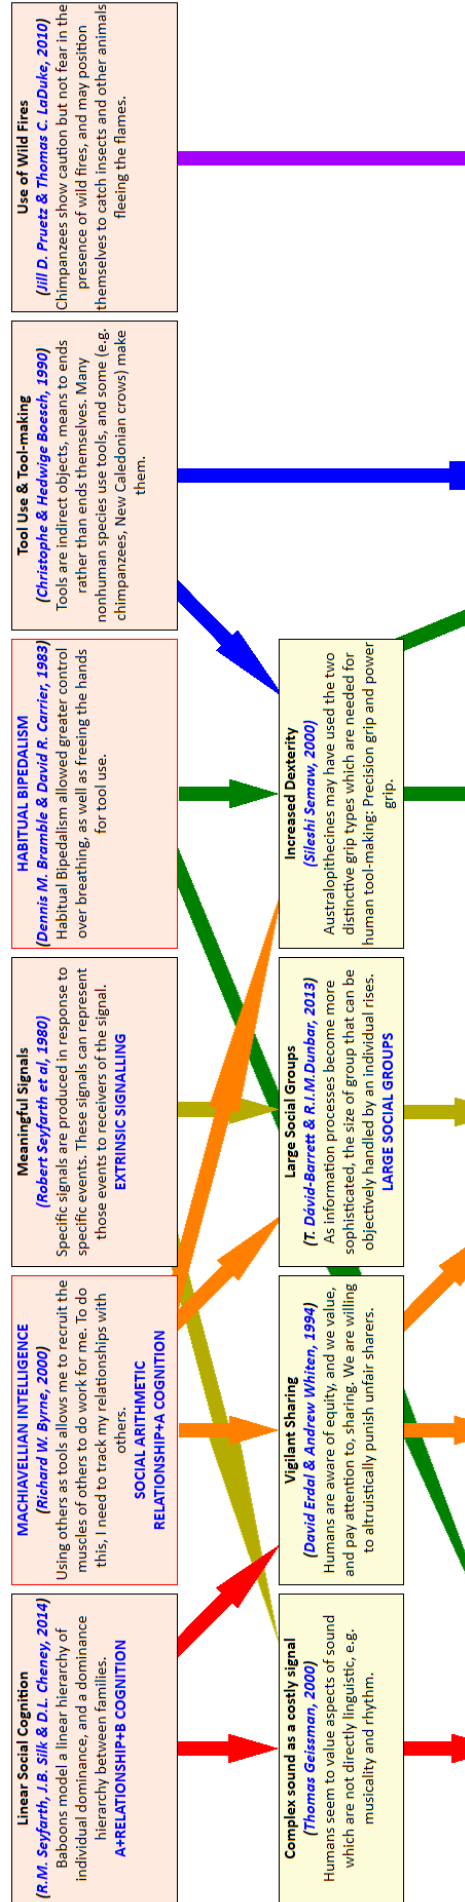 Linear Social Cognition
(R.M. Seyfarth, J.B. Silk & D.L. Cheney, 2014)
Baboons model a linear hierarchy of
individual dominance, and a dominance
hierarchy between families.
A+RELATIONSHIP+B COGNITION
MACHIAVELLIAN INTELLIGENCE
(Richard W. Byrne, 2000)
Using others as tools allows me to recruit the
muscles of others to do work for me. To do
this, I need to track my relationships with
others.
SOCIAL ARITHMETIC
RELATIONSHIP+A COGNITION
Meaningful Signals
(Robert Seyfarth et al, 1980)
Specific signals are produced in response to
specific events. These signals can represent
those events to receivers of the signal.
EXTRINSIC SIGNALLING
HABITUAL BIPEDALISM
(Dennis M. Bramble & David R. Carrier, 1983)
Habitual Bipedalism allowed greater control
over breathing, as well as freeing the hands
for tool use.
Tool Use & Tool-making
(Christophe & Hedwige Boesch, 1990)
Tools are indirect objects, means to ends
rather than ends themselves. Many
nonhuman species use tools, and some (e.g.
chimpanzees, New Caledonian crows) make
them.
Use of Wild Fires
(Jill D. Pruetz & Thomas C. LaDuke, 2010)
Chimpanzees show caution but not fear in the
presence of wild fires, and may position
themselves to catch insects and other animals
fleeing the flames.
Complex sound as a costly signal
(Thomas Geissman, 2000)
Humans seem to value aspects of sound
which are not directly linguistic, e.g.
musicality and rhythm.
Vigilant Sharing
(David Erdal & Andrew Whiten, 1994)
Humans are aware of equity, and we value,
and pay attention to, sharing. We are willing
to altruistically punish unfair sharers.
Large Social Groups
(T. Dávid-Barrett & R.I.M.Dunbar, 2013)
As information processes become more
sophisticated, the size of group that can be
objectively handled by an individual rises.
LARGE SOCIAL GROUPS
Increased Dexterity
(Sileshi Semaw, 2000)
Australopithecines may have used the two
distinctive grip types which are needed for
human tool-making: Precision grip and power
grip.